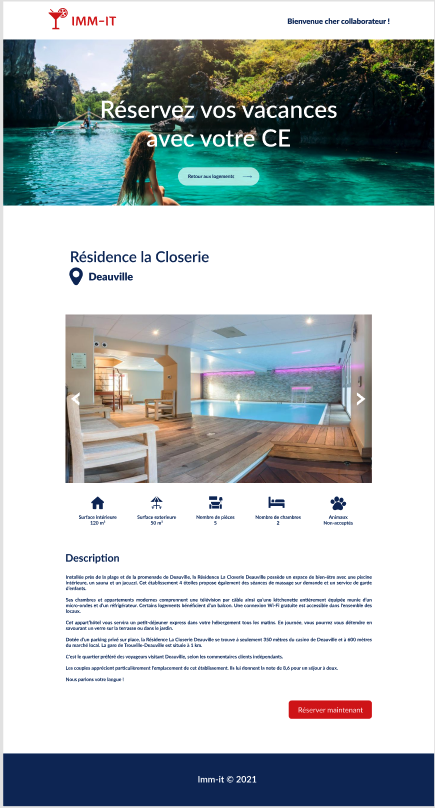 IMM-IT
Bienvenue cher collaborateur !
Réservez vos vacances
avec votre CE
Retour aux logements
Résidence la Closerie
Deauville
Surface intérieure
120 m²
Surface exterieure
50 m²
Nombre de pièces
5
Nombre de chambres
2
Animaux
Non-acceptés
Description
Installée près de la plage et de la promenade de Deauville, la Résidence La Closerie Deauville possède un espace de bien-être avec une piscine
intérieure, un sauna et un jacuzzi. Cet établissement 4 étoiles propose également des séances de massage sur demande et un service de garde
d'enfants.
Ses chambres et appartements modernes comprennent une télévision par câble ainsi qu'une kitchenette entièrement équipée munie d'un
micro-ondes et d'un réfrigérateur. Certains logements bénéficient d'un balcon. Une connexion Wi-Fi gratuite est accessible dans l'ensemble des
locaux.
Cet appart'hôtel vous servira un petit-déjeuner express dans votre hébergement tous les matins. En journée, vous pourrez vous détendre en
savourant un verre sur la terrasse ou dans le jardin.
Dotée d'un parking privé sur place, la Résidence La Closerie Deauville se trouve à seulement 350 mètres du casino de Deauville et à 600 mètres
du marché local. La gare de Trouville-Deauville est située à 1 km.
C'est le quartier préféré des voyageurs visitant Deauville, selon les commentaires clients indépendants.
Les couples apprécient particulièrement l'emplacement de cet établissement. Ils lui donnent la note de 8,6 pour un séjour à deux.
Nous parlons votre langue !
Réserver maintenant
Imm-it © 2021